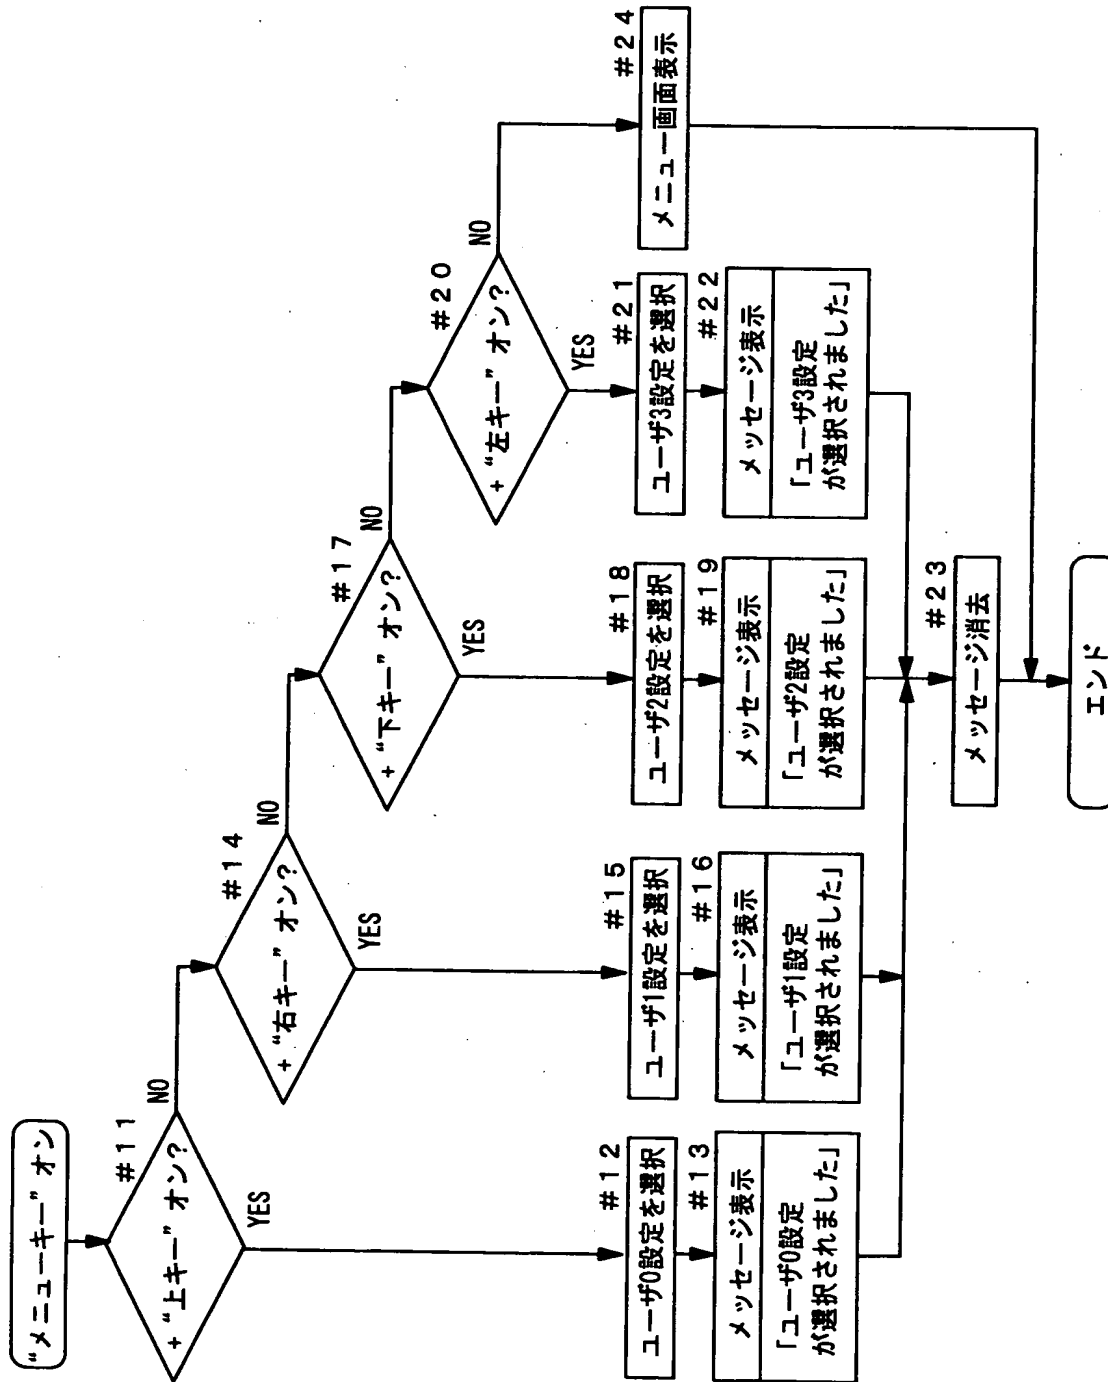 “メニューキー” オン
#11
+ “上キー” オン?
NO
YES
#12
ユーザ0設定を選択
#13
メッセージ表示
「ユーザ0設定
が選択されました」
#14
+ “右キー” オン?
NO
YES
#15
ユーザ1設定を選択
#16
メッセージ表示
「ユーザ1設定
が選択されました」
#17
+ “下キー” オン?
NO
YES
#18
ユーザ2設定を選択
#19
メッセージ表示
「ユーザ2設定
が選択されました」
#20
+ “左キー” オン?
NO
YES
#21
ユーザ3設定を選択
#22
メッセージ表示
「ユーザ3設定
が選択されました」
#23
メッセージ消去
#24
メニュー画面表示
エンド